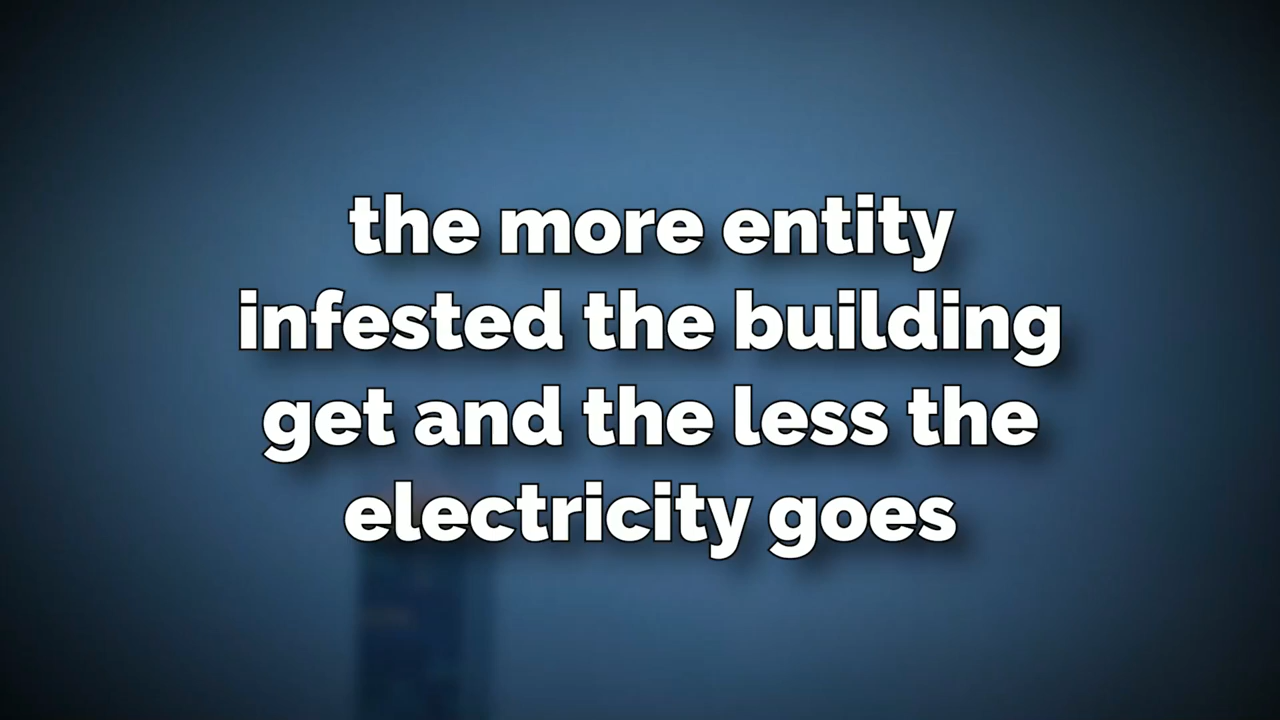 the more entity
infested the building
get and the less the
electricity goes